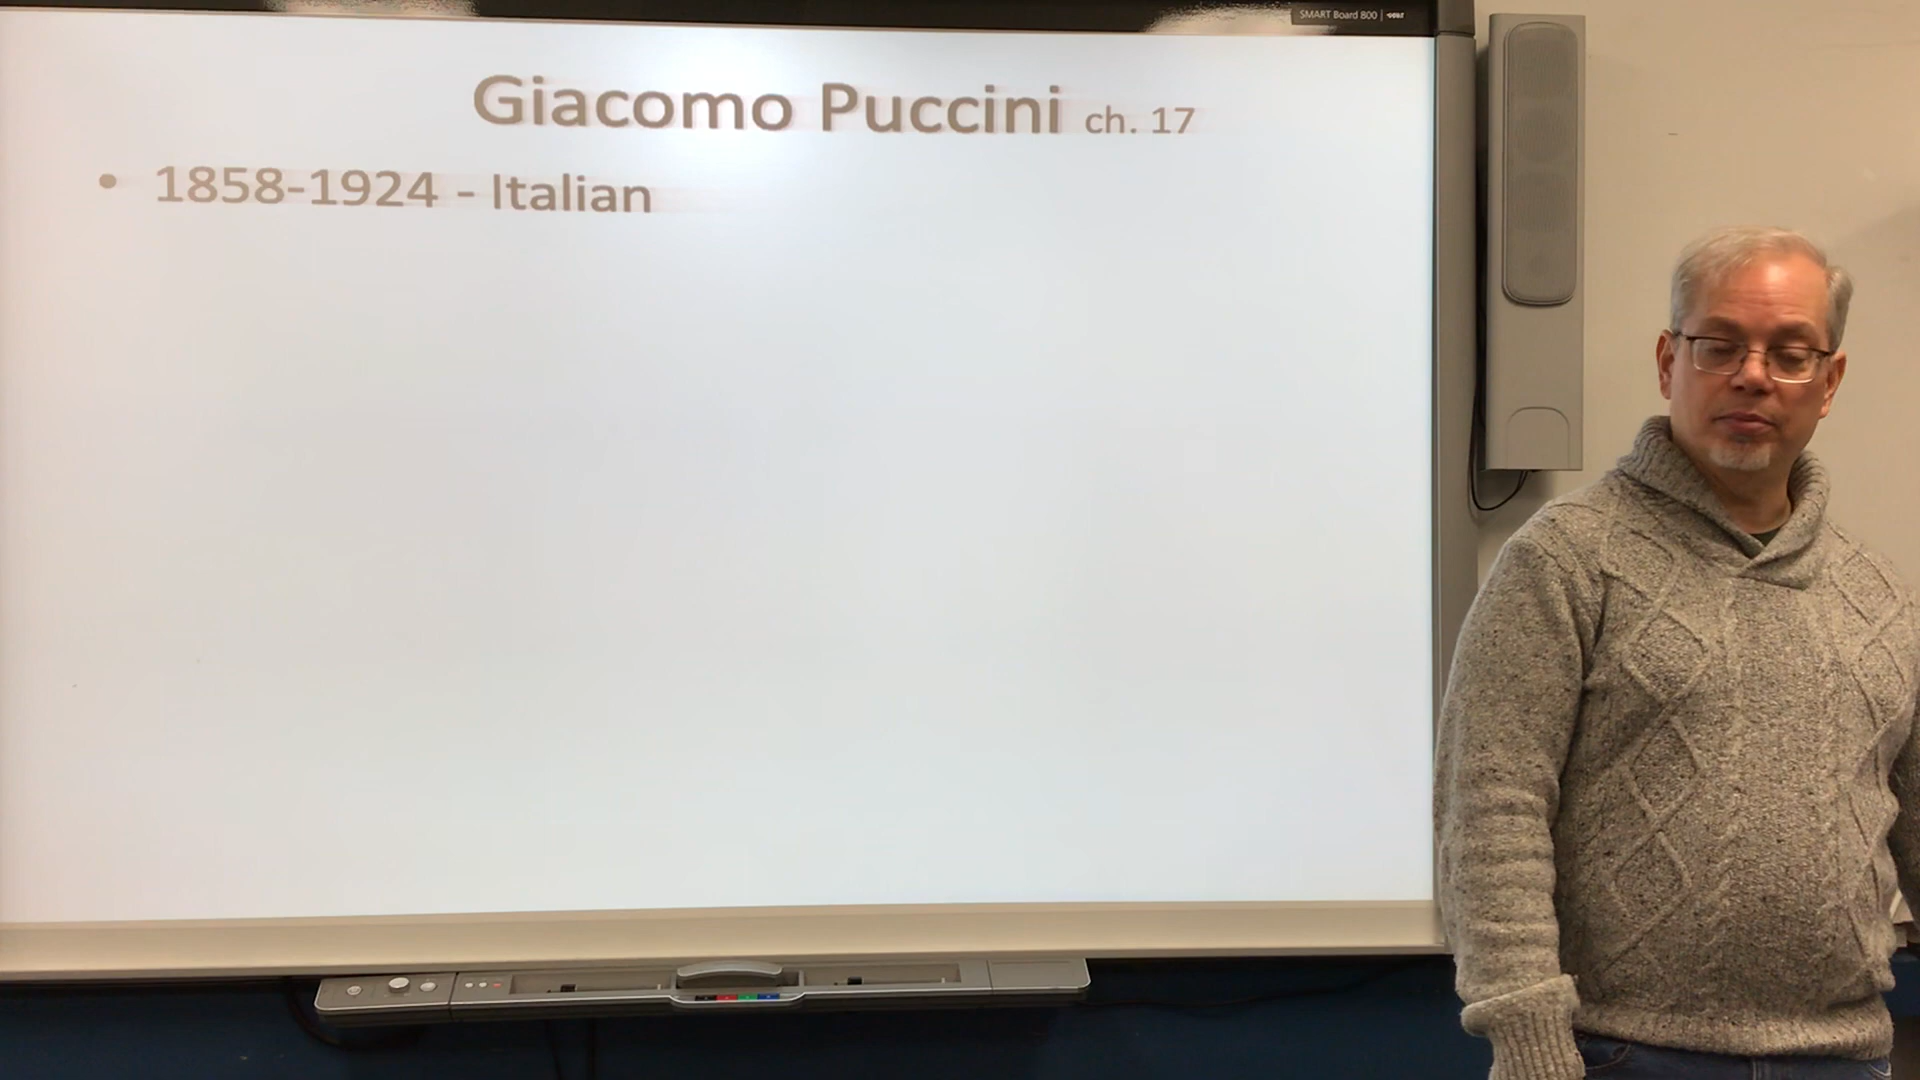 SMART Board 800
Giacomo Puccini ch. 17
• 1858-1924 - Italian